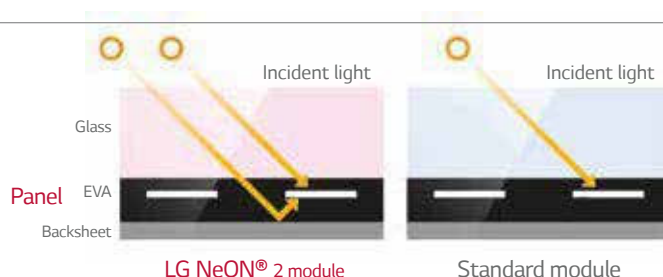 Incident light
Incident light
Glass
Panel EVA
Backsheet
LG NeON® 2 module
Standard module